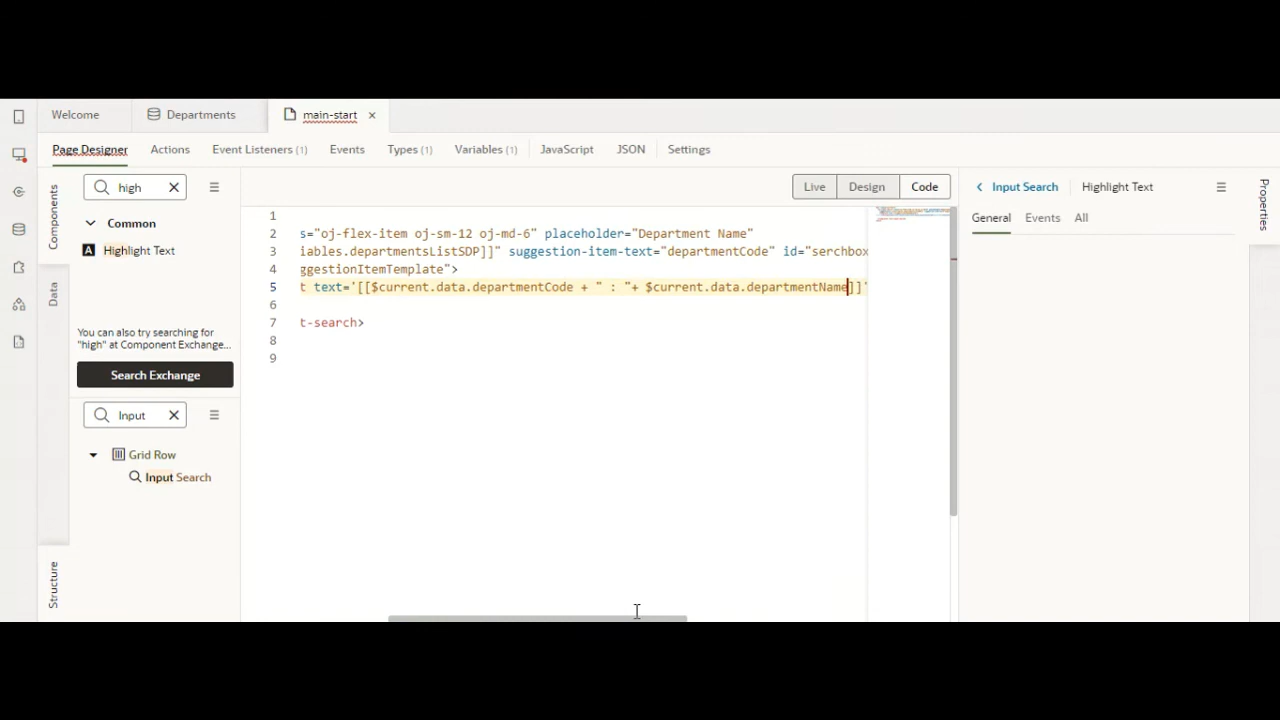 Welcome
Departments
main-start
Page Designer
Actions
Event Listeners (1)
Events
Types (1)
Variables (1)
JavaScript
JSON
Settings
Components
Data
Structure
high
Common
Highlight Text
You can also try searching for
"high" at Component Exchange...
Search Exchange
Input
Grid Row
Input Search
Live
Design
Code
1
2 s="oj-flex-item oj-sm-12 oj-md-6" placeholder="Department Name"
3 iables.departmentsListSDP]]" suggestion-item-text="departmentCode" id="serchbox
4 ggestionItemTemplate">
5 t text='[[$current.data.departmentCode + " : "+ $current.data.departmentName]]'
6
7 t-search>
8
9
Input Search
Highlight Text
General
Events
All
Properties